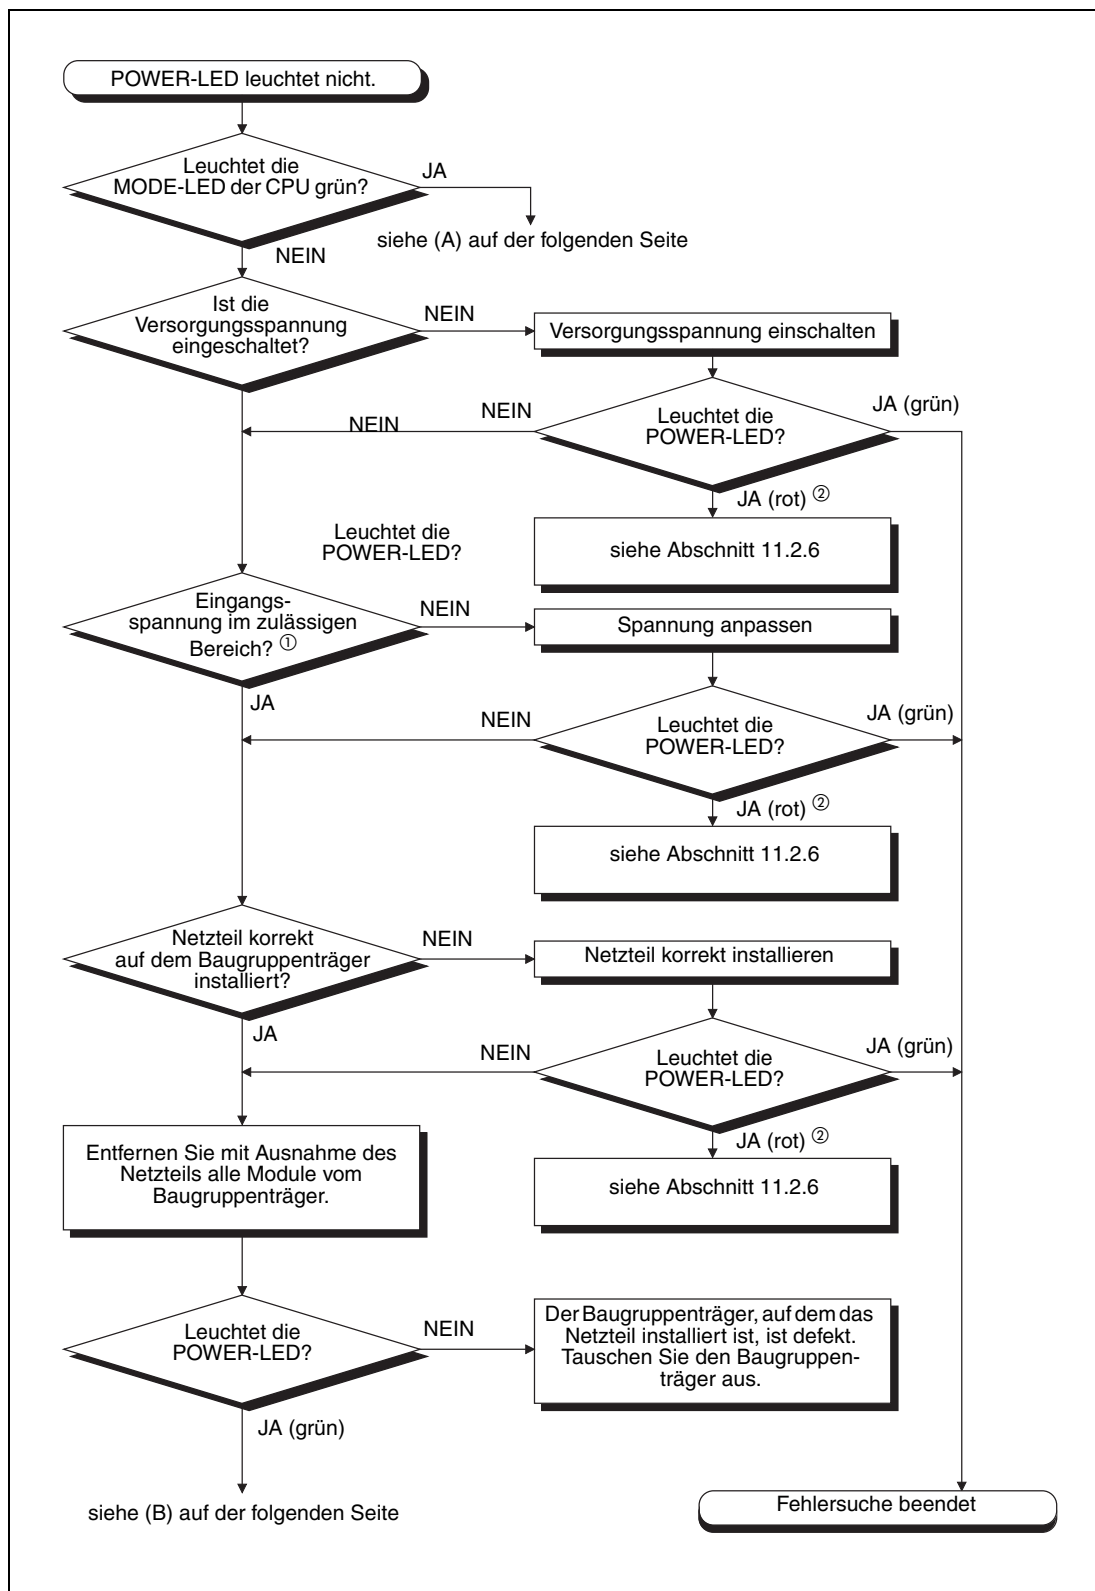 POWER-LED leuchtet nicht.
Leuchtet die
MODE-LED der CPU grün?
JA
siehe (A) auf der folgenden Seite
NEIN
Ist die
Versorgungsspannung
eingeschaltet?
NEIN
Versorgungsspannung einschalten
NEIN
NEIN
Leuchtet die
POWER-LED?
JA (grün)
JA (rot) ②
siehe Abschnitt 11.2.6
Leuchtet die
POWER-LED?
Eingangs-
spannung im zulässigen
Bereich? ①
NEIN
Spannung anpassen
JA
NEIN
Leuchtet die
POWER-LED?
JA (grün)
JA (rot) ②
siehe Abschnitt 11.2.6
Netzteil korrekt
auf dem Baugruppenträger
installiert?
NEIN
Netzteil korrekt installieren
JA
NEIN
Leuchtet die
POWER-LED?
JA (grün)
JA (rot) ②
siehe Abschnitt 11.2.6
Entfernen Sie mit Ausnahme des
Netzteils alle Module vom
Baugruppenträger.
Leuchtet die
POWER-LED?
NEIN
Der Baugruppenträger, auf dem das
Netzteil installiert ist, ist defekt.
Tauschen Sie den Baugruppen-
träger aus.
JA (grün)
siehe (B) auf der folgenden Seite
Fehlersuche beendet